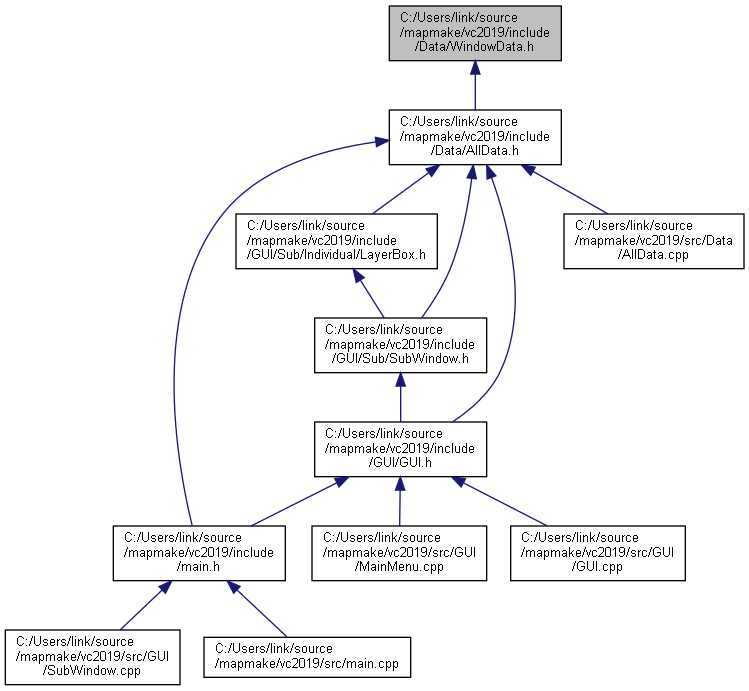 C:/Users/link/source
/mapmake/vc2019/include
/Data/WindowData.h
C:/Users/link/source
/mapmake/vc2019/include
/Data/AllData.h
C:/Users/link/source
/mapmake/vc2019/include
/GUI/Sub/Individual/LayerBox.h
C:/Users/link/source
/mapmake/vc2019/src/Data
/AllData.cpp
C:/Users/link/source
/mapmake/vc2019/include
/GUI/Sub/SubWindow.h
C:/Users/link/source
/mapmake/vc2019/include
/GUI/GUI.h
C:/Users/link/source
/mapmake/vc2019/include
/main.h
C:/Users/link/source
/mapmake/vc2019/src/GUI
/MainMenu.cpp
C:/Users/link/source
/mapmake/vc2019/src/GUI
/GUI.cpp
C:/Users/link/source
/mapmake/vc2019/src/GUI
/SubWindow.cpp
C:/Users/link/source
/mapmake/vc2019/src/main.cpp